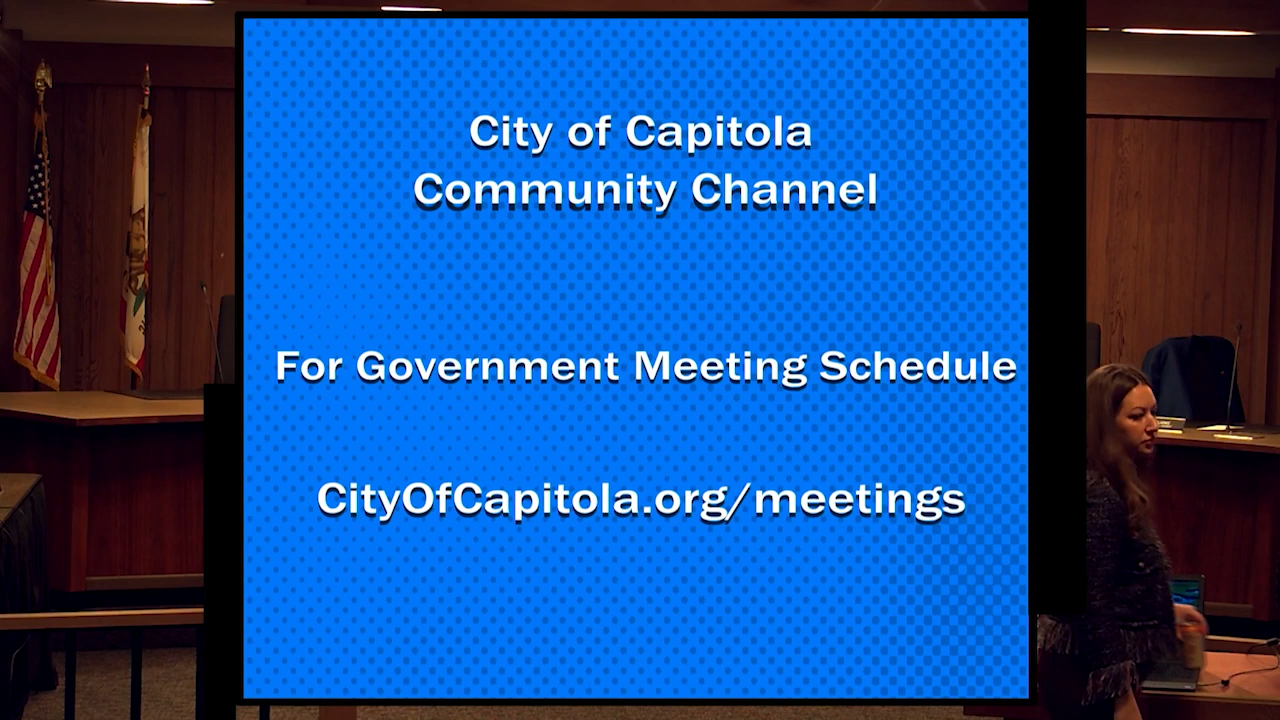 City of Capitola
Community Channel
For Government Meeting Schedule
CityOfCapitola.org/meetings